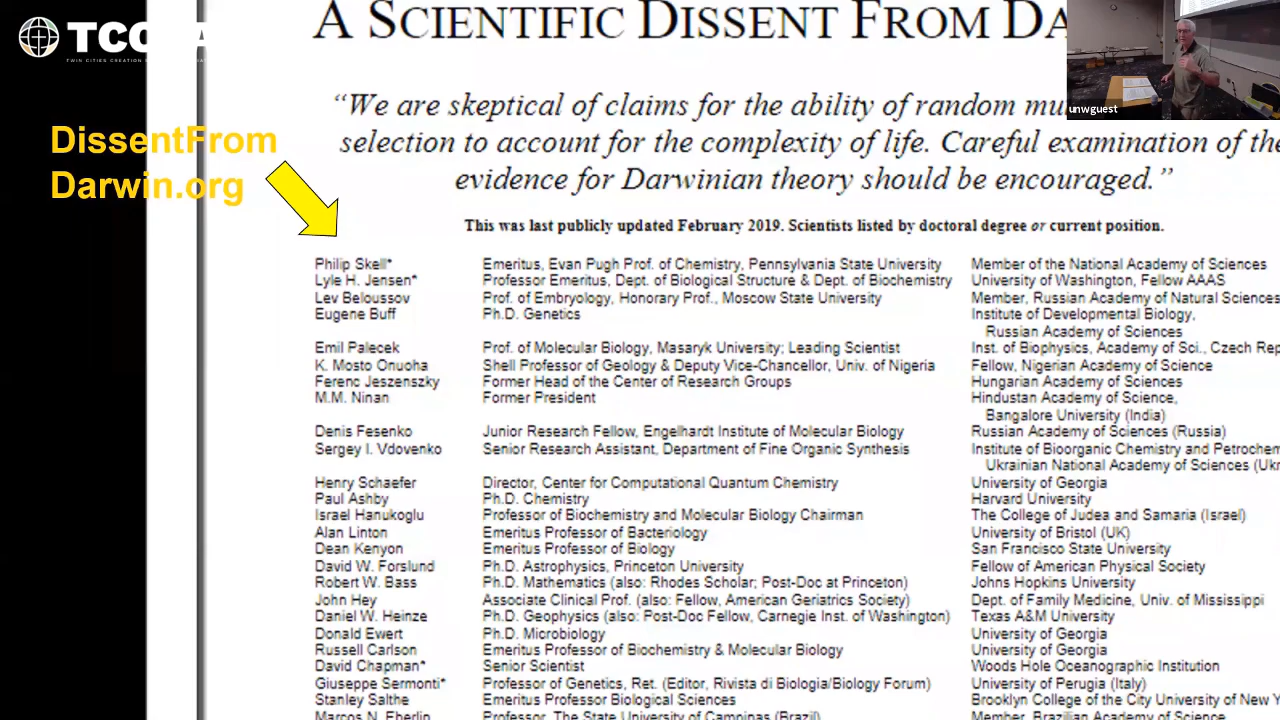 A SCIENTIFIC DISSENT FROM DA
TWIN CITIES CREATION
unwguest
DissentFrom
Darwin.org
“We are skeptical of claims for the ability of random mu
selection to account for the complexity of life. Careful examination of the
evidence for Darwinian theory should be encouraged.”
This was last publicly updated February 2019. Scientists listed by doctoral degree or current position.
Philip Skell* Emeritus, Evan Pugh Prof. of Chemistry, Pennsylvania State University Member of the National Academy of Sciences
Lyle H. Jensen* Professor Emeritus, Dept. of Biological Structure & Dept. of Biochemistry University of Washington, Fellow AAAS
Lev Beloussov Prof. of Embryology, Honorary Prof., Moscow State University Member, Russian Academy of Natural Sciences
Eugene Buff Ph.D. Genetics Institute of Developmental Biology,
Russian Academy of Sciences
Emil Palecek Prof. of Molecular Biology, Masaryk University; Leading Scientist Inst. of Biophysics, Academy of Sci., Czech Rep
K. Mosto Onuoha Shell Professor of Geology & Deputy Vice-Chancellor, Univ. of Nigeria Fellow, Nigerian Academy of Science
Ferenc Jeszenszky Former Head of the Center of Research Groups Hungarian Academy of Sciences
M.M. Ninan Former President Hindustan Academy of Science,
Bangalore University (India)
Denis Fesenko Junior Research Fellow, Engelhardt Institute of Molecular Biology Russian Academy of Sciences (Russia)
Sergey I. Vdovenko Senior Research Assistant, Department of Fine Organic Synthesis Institute of Bioorganic Chemistry and Petrochem
Ukrainian National Academy of Sciences (Ukr
Henry Schaefer Director, Center for Computational Quantum Chemistry University of Georgia
Paul Ashby Ph.D. Chemistry Harvard University
Israel Hanukoglu Professor of Biochemistry and Molecular Biology Chairman The College of Judea and Samaria (Israel)
Alan Linton Emeritus Professor of Bacteriology University of Bristol (UK)
Dean Kenyon Emeritus Professor of Biology San Francisco State University
David W. Forslund Ph.D. Astrophysics, Princeton University Fellow of American Physical Society
Robert W. Bass Ph.D. Mathematics (also: Rhodes Scholar; Post-Doc at Princeton) Johns Hopkins University
John Hey Associate Clinical Prof. (also: Fellow, American Geriatrics Society) Dept. of Family Medicine, Univ. of Mississippi
Daniel W. Heinze Ph.D. Geophysics (also: Post-Doc Fellow, Carnegie Inst. of Washington) Texas A&M University
Donald Ewert Ph.D. Microbiology University of Georgia
Russell Carlson Emeritus Professor of Biochemistry & Molecular Biology University of Georgia
David Chapman* Senior Scientist Woods Hole Oceanographic Institution
Giuseppe Sermonti* Professor of Genetics, Ret. (Editor, Rivista di Biologia/Biology Forum) University of Perugia (Italy)
Stanley Salthe Emeritus Professor Biological Sciences Brooklyn College of the City University of New Y
Marcos N. Eberlin Professor, The State University of Campinas (Brazil) Member, Brazilian Academy of Science